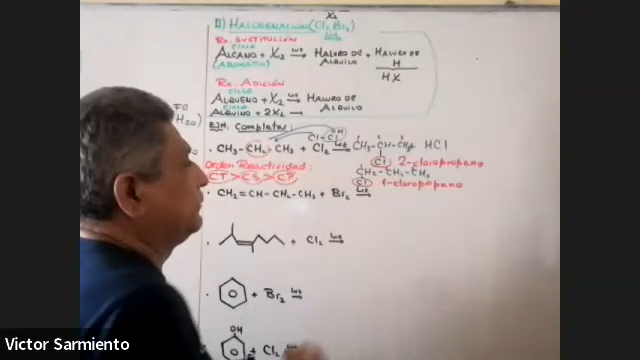 X₂
D) HALOGENACIÓN (Cl₂ Br₂)
Luz
Rx. SUSTITUCIÓN
CICLO
ALCANO + X₂ luz→ HALURO DE ALQUILO + HALURO DE H
(AROMATICO)
HX
Rx. ADICIÓN
CICLO
ALQUENO + X₂ luz→ HALURO DE ALQUILO
CICLO
ALQUINO + 2X₂ →
EJM: Completar:
Cl-Cl
CH₃-CH₂-CH₃ + Cl₂ luz→ CH₃-CH-CH₃ HCl
Cl 2-cloropropano
Orden Reactividad:
CT > CS > CP
CH₂-CH₂-CH₃
Cl 1-cloropropano
CH₂=CH-CH₂-CH₃ + Br₂ luz→
+ Cl₂ luz→
+ Br₂ luz→
OH
+ Cl₂
FE
H₂O)
Victor Sarmiento